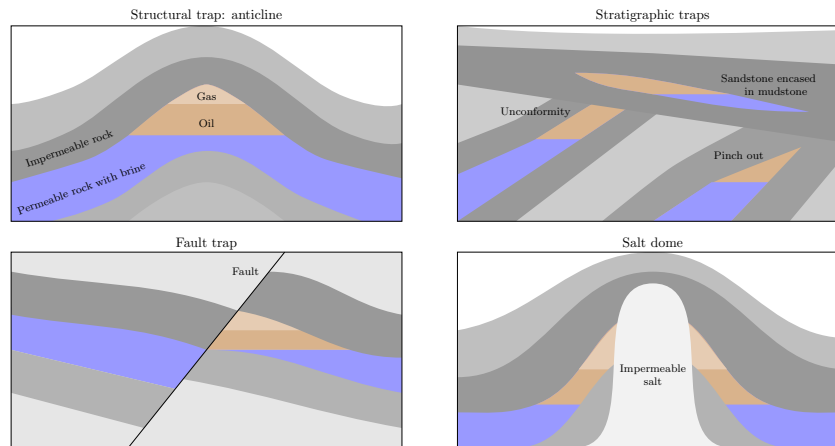 Structural trap: anticline
Gas
Oil
Impermeable rock
Permeable rock with brine
Stratigraphic traps
Sandstone encased
in mudstone
Unconformity
Pinch out
Fault trap
Fault
Salt dome
Impermeable
salt